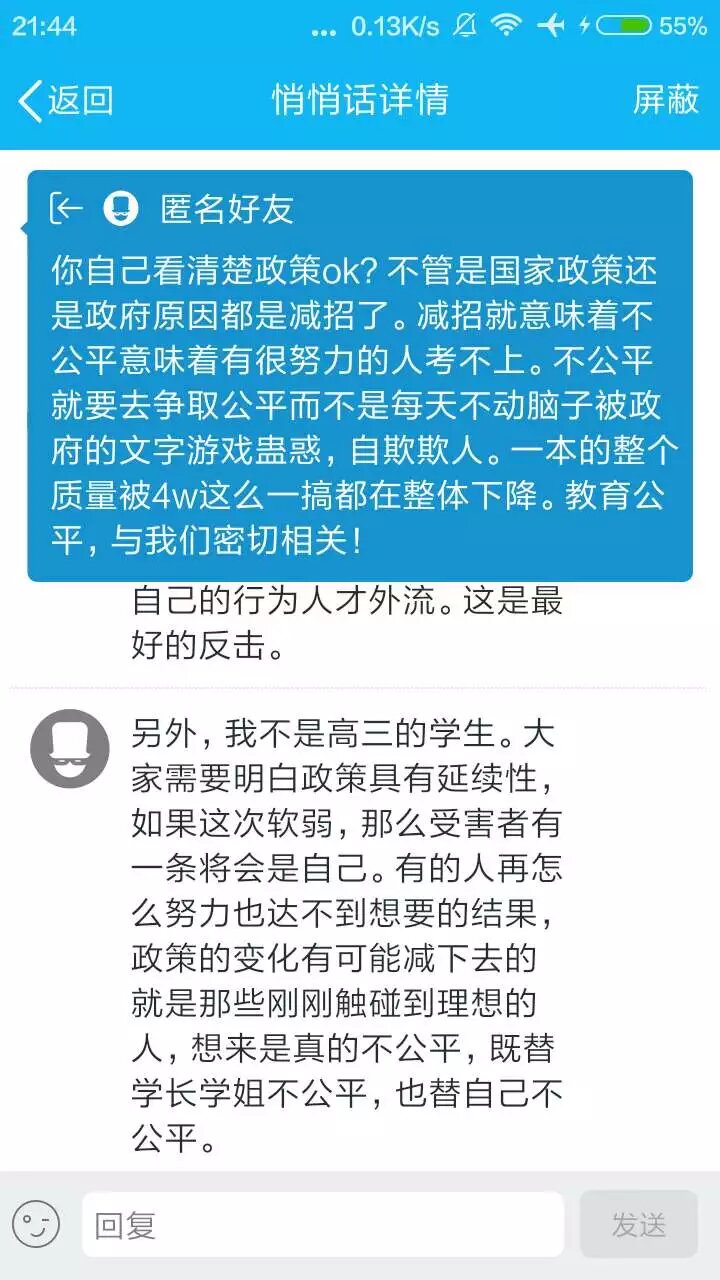 21:44
... 0.13K/s 55%
返回 悄悄话详情 屏蔽
匿名好友
你自己看清楚政策ok? 不管是国家政策还
是政府原因都是减招了。减招就意味着不
公平意味着有很努力的人考不上。不公平
就要去争取公平而不是每天不动脑子被政
府的文字游戏蛊惑, 自欺欺人。一本的整个
质量被4w这么一搞都在整体下降。教育公
平, 与我们密切相关!
自己的行为人才外流。这是最
好的反击。
另外, 我不是高三的学生。大
家需要明白政策具有延续性,
如果这次软弱, 那么受害者有
一条将会是自己。有的人再怎
么努力也达不到想要的结果,
政策的变化有可能减下去的
就是那些刚刚触碰到理想的
人, 想来是真的不公平, 既替
学长学姐不公平, 也替自己不
公平。
回复 发送